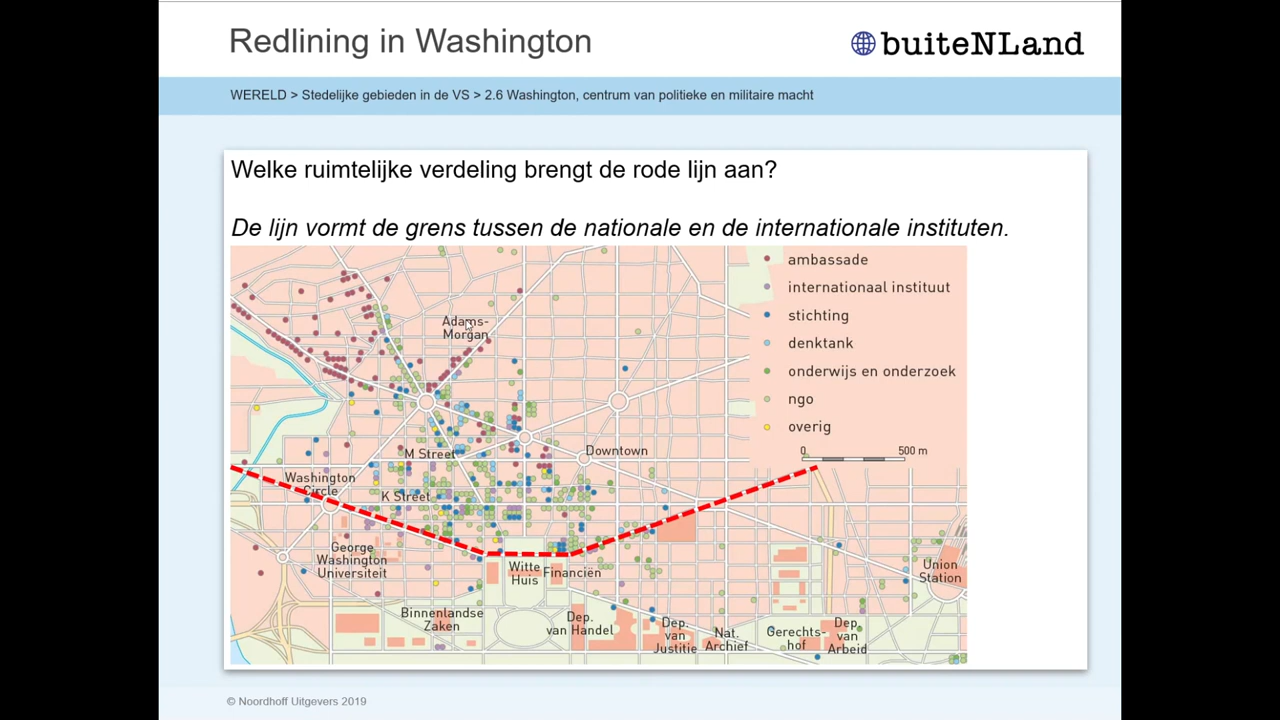 Redlining in Washington
buiteNLand
WERELD > Stedelijke gebieden in de VS > 2.6 Washington, centrum van politieke en militaire macht
Welke ruimtelijke verdeling brengt de rode lijn aan?
De lijn vormt de grens tussen de nationale en de internationale instituten.
ambassade
internationaal instituut
stichting
denktank
onderwijs en onderzoek
ngo
overig
0 500 m
Adams-
Morgan
M Street
Downtown
Washington
Circle
K Street
George
Washington
Universiteit
Witte
Huis
Financiën
Union
Station
Binnenlandse
Zaken
Dep.
van Handel
Dep.
van
Justitie
Nat.
Archief
Gerechts-
hof
Dep.
van
Arbeid
© Noordhoff Uitgevers 2019